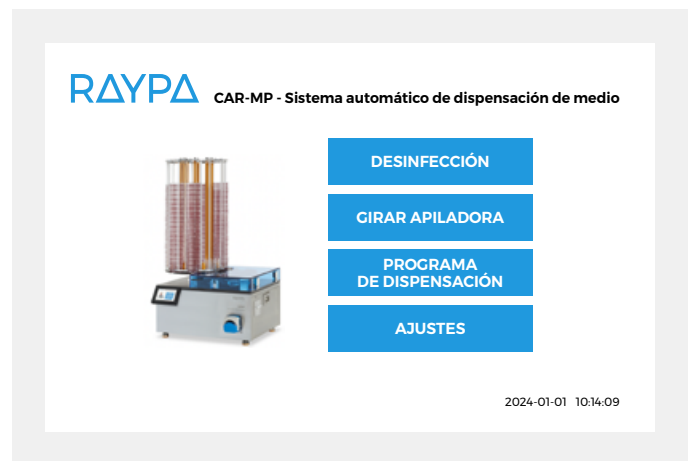 RAYPA CAR-MP - Sistema automático de dispensación de medio
DESINFECCIÓN
GIRAR APILADORA
PROGRAMA
DE DISPENSACIÓN
AJUSTES
2024-01-01 10:14:09